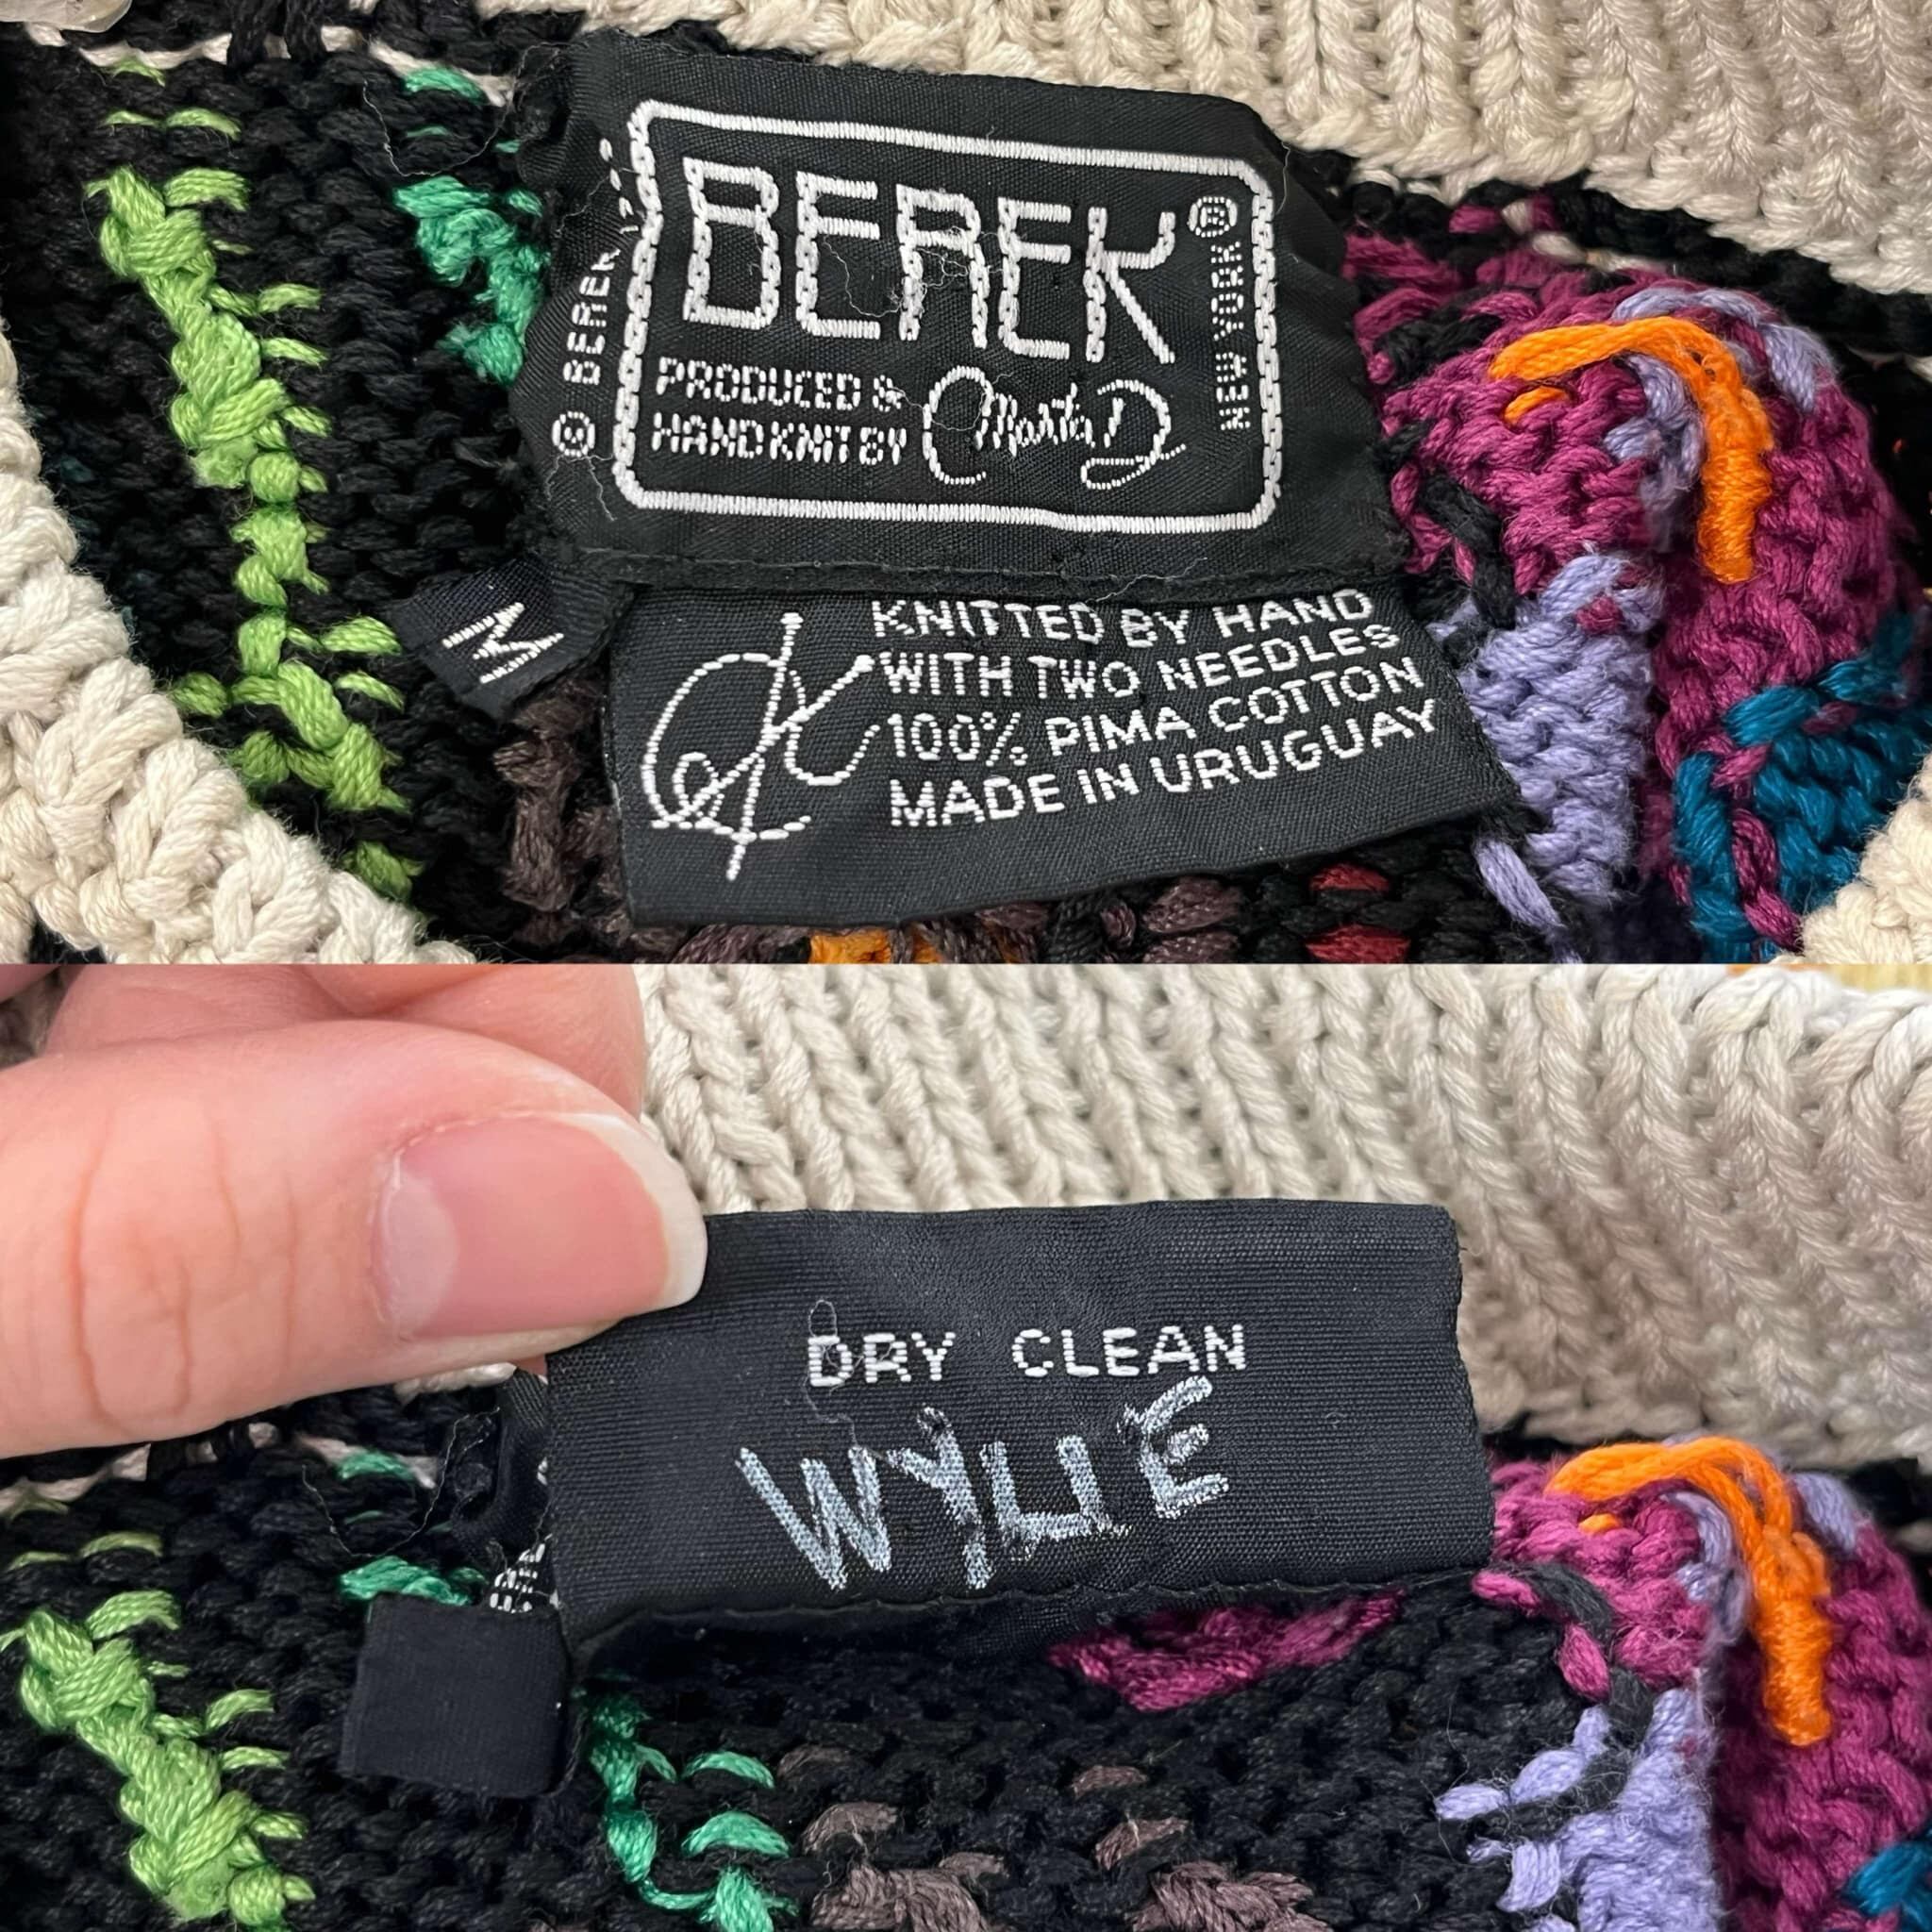 BEREK
®
PRODUCED &
HAND KNIT BY Marta D
© BEREK
NEW YORK
M
KNITTED BY HAND
WITH TWO NEEDLES
100% PIMA COTTON
MADE IN URUGUAY
DRY CLEAN
WYLIE